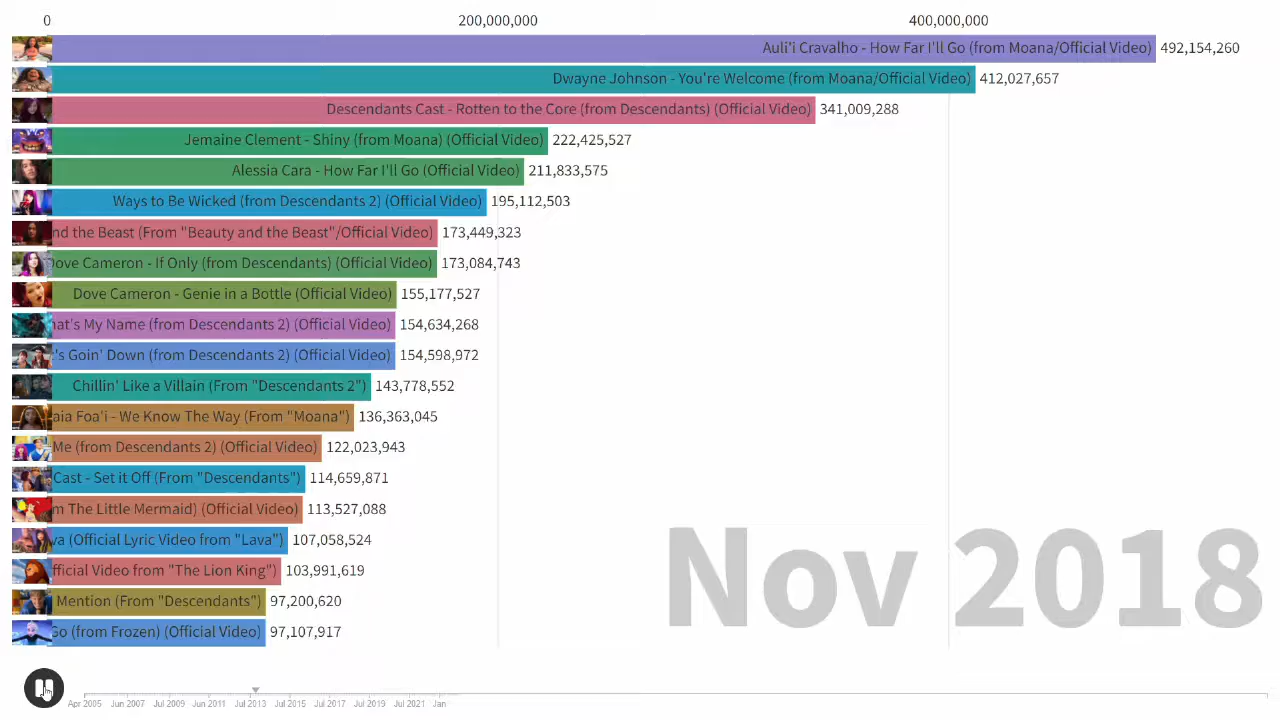 0 200,000,000 400,000,000
Auli'i Cravalho - How Far I'll Go (from Moana/Official Video) 492,154,260
Dwayne Johnson - You're Welcome (from Moana/Official Video) 412,027,657
Descendants Cast - Rotten to the Core (from Descendants) (Official Video) 341,009,288
Jemaine Clement - Shiny (from Moana) (Official Video) 222,425,527
Alessia Cara - How Far I'll Go (Official Video) 211,833,575
Ways to Be Wicked (from Descendants 2) (Official Video) 195,112,503
nd the Beast (From "Beauty and the Beast"/Official Video) 173,449,323
ove Cameron - If Only (from Descendants) (Official Video) 173,084,743
Dove Cameron - Genie in a Bottle (Official Video) 155,177,527
hat's My Name (from Descendants 2) (Official Video) 154,634,268
's Goin' Down (from Descendants 2) (Official Video) 154,598,972
Chillin' Like a Villain (From "Descendants 2") 143,778,552
aia Foa'i - We Know The Way (From "Moana") 136,363,045
Me (from Descendants 2) (Official Video) 122,023,943
Cast - Set it Off (From "Descendants") 114,659,871
m The Little Mermaid) (Official Video) 113,527,088
va (Official Lyric Video from "Lava") 107,058,524
fficial Video from "The Lion King") 103,991,619
Mention (From "Descendants") 97,200,620
Go (from Frozen) (Official Video) 97,107,917
Nov 2018
Apr 2005 Jun 2007 Jul 2009 Jun 2011 Jul 2013 Jul 2015 Jul 2017 Jul 2019 Jul 2021 Jan